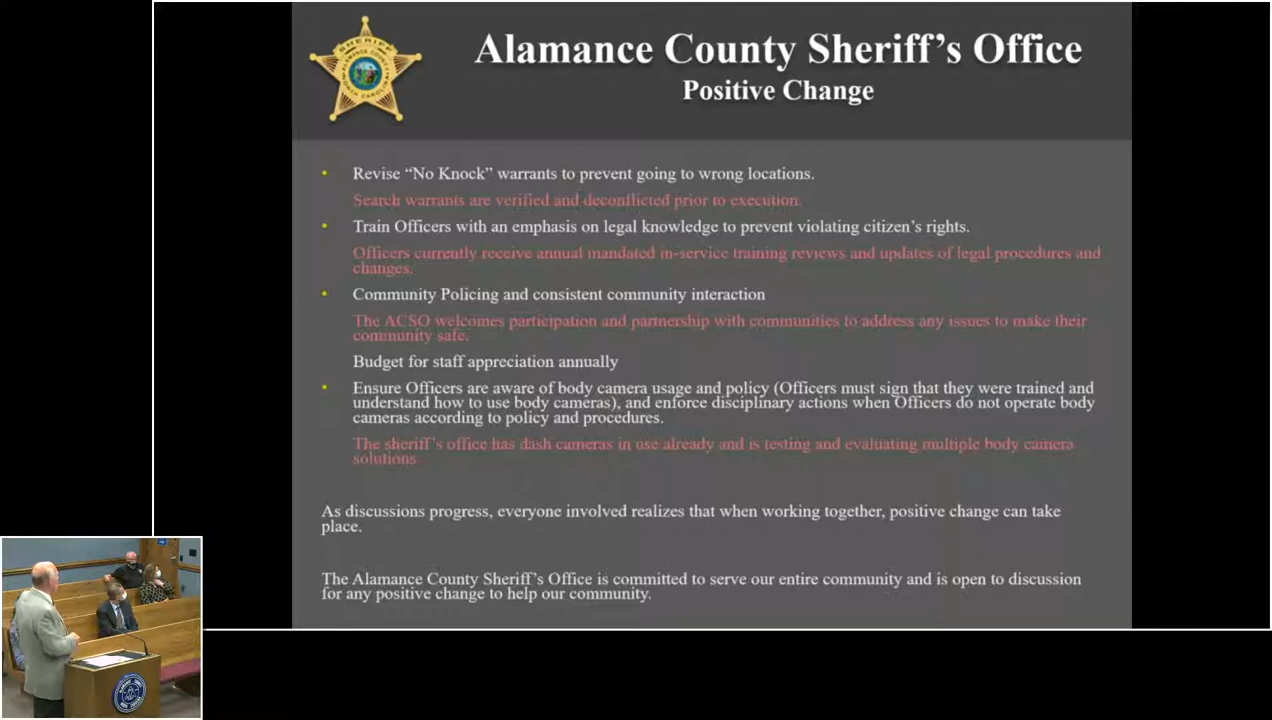 Alamance County Sheriff's Office
Positive Change
SHERIFF
Revise “No Knock” warrants to prevent going to wrong locations.
Search warrants are verified and deconflicted prior to execution.
Train Officers with an emphasis on legal knowledge to prevent violating citizen’s rights.
Officers currently receive annual mandated in-service training reviews and updates of legal procedures and
changes.
Community Policing and consistent community interaction
The ACSO welcomes participation and partnership with communities to address any issues to make their
community safe.
Budget for staff appreciation annually
Ensure Officers are aware of body camera usage and policy (Officers must sign that they were trained and
understand how to use body cameras), and enforce disciplinary actions when Officers do not operate body
cameras according to policy and procedures.
The sheriff’s office has dash cameras in use already and is testing and evaluating multiple body camera
solutions
As discussions progress, everyone involved realizes that when working together, positive change can take
place.
The Alamance County Sheriff’s Office is committed to serve our entire community and is open to discussion
for any positive change to help our community.